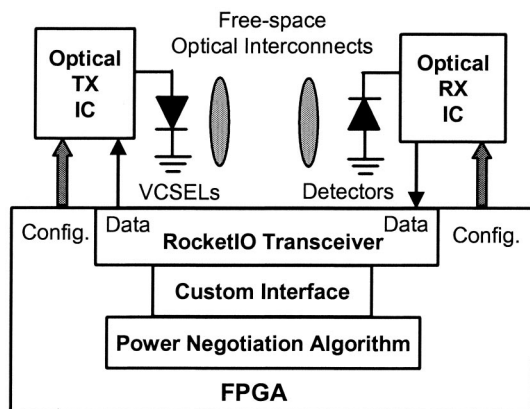 Free-space
Optical Interconnects
Optical
TX
IC
Optical
RX
IC
VCSELs
Detectors
Config.
Data
Data
Config.
RocketIO Transceiver
Custom Interface
Power Negotiation Algorithm
FPGA